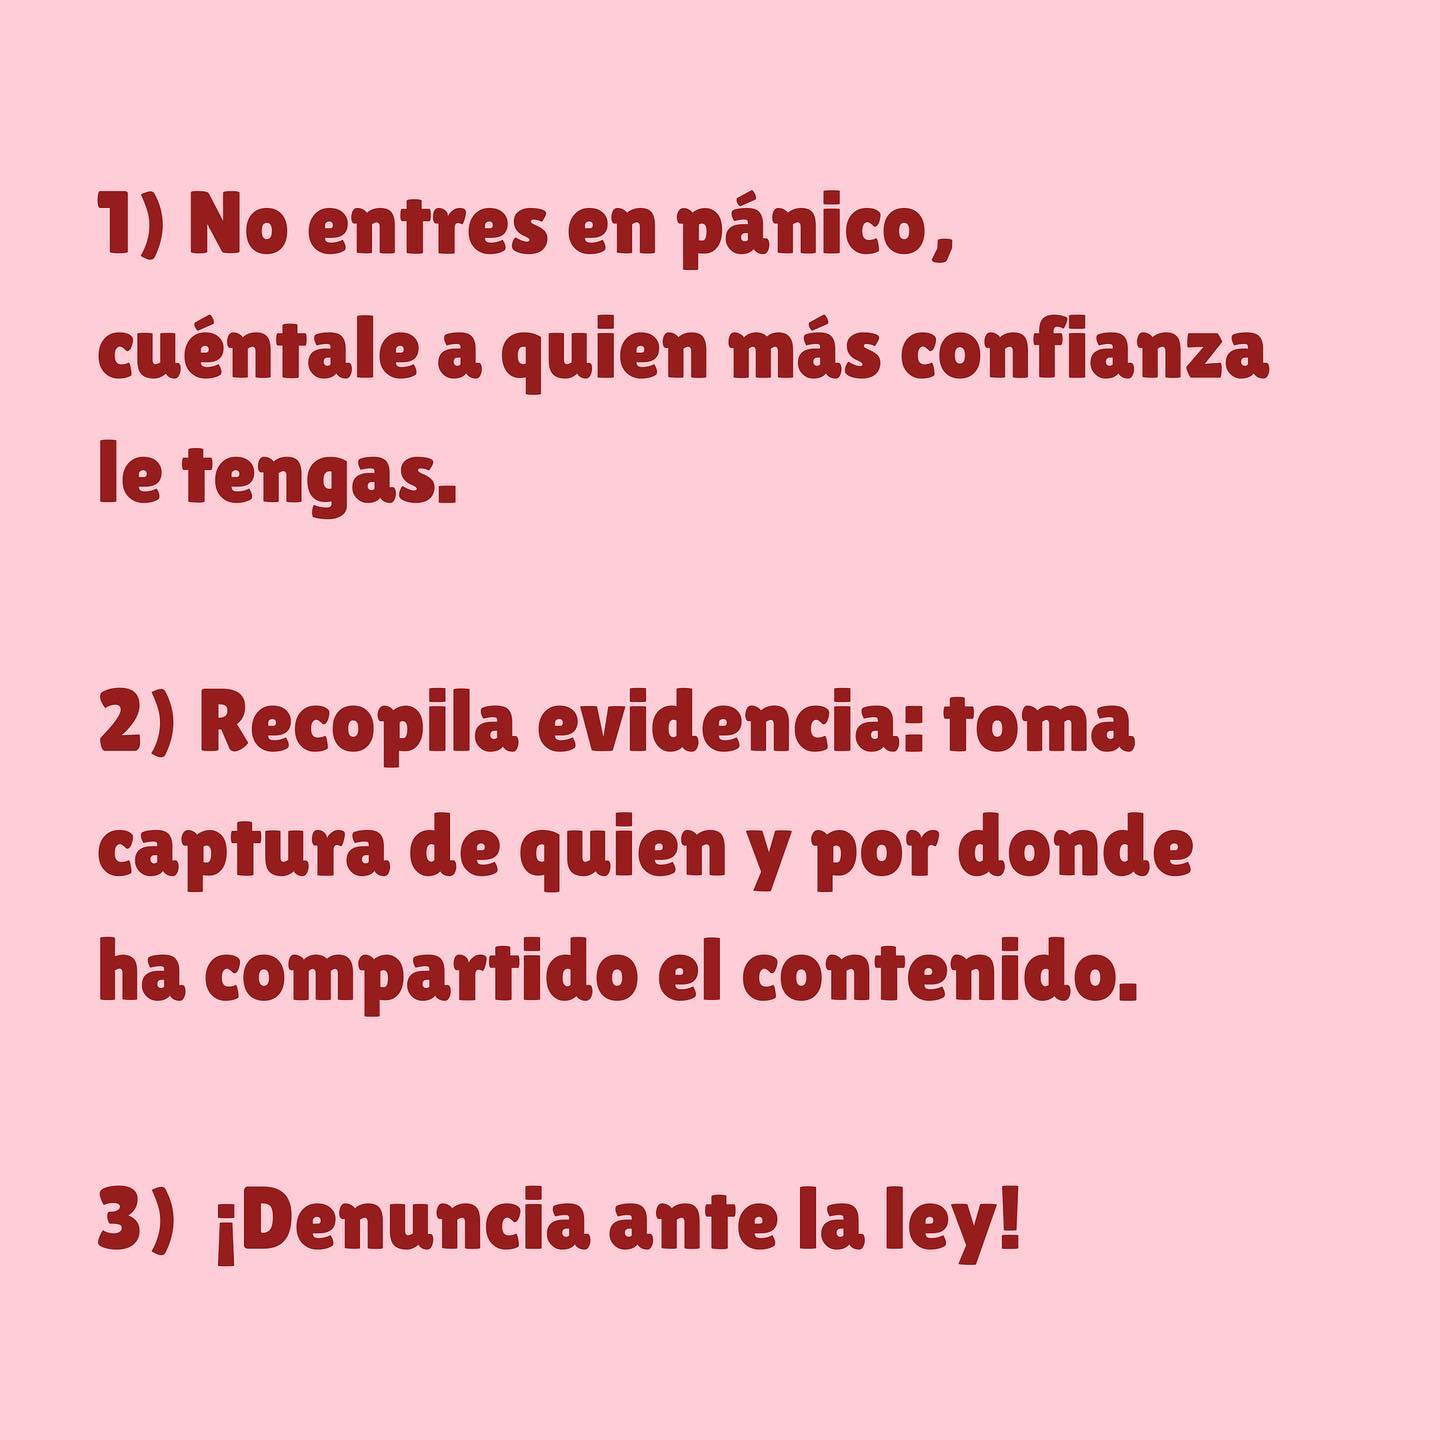 1) No entres en pánico,
cuéntale a quien más confianza
le tengas.
2) Recopila evidencia: toma
captura de quien y por donde
ha compartido el contenido.
3) ¡Denuncia ante la ley!